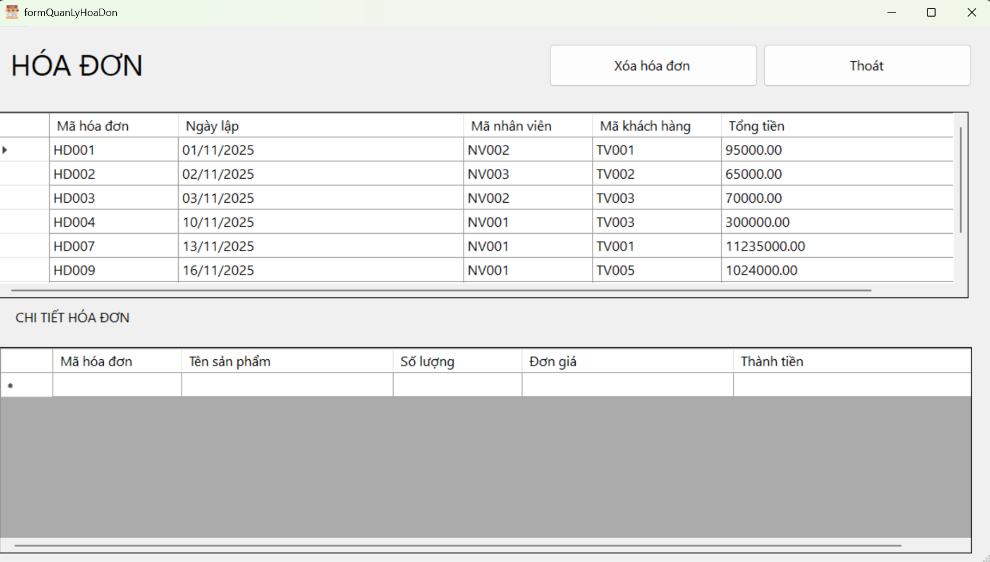 formQuanLyHoaDon
HÓA ĐƠN
Xóa hóa đơn
Thoát
Mã hóa đơn Ngày lập Mã nhân viên Mã khách hàng Tổng tiền
HD001 01/11/2025 NV002 TV001 95000.00
HD002 02/11/2025 NV003 TV002 65000.00
HD003 03/11/2025 NV002 TV003 70000.00
HD004 10/11/2025 NV001 TV003 300000.00
HD007 13/11/2025 NV001 TV001 11235000.00
HD009 16/11/2025 NV001 TV005 1024000.00
CHI TIẾT HÓA ĐƠN
Mã hóa đơn Tên sản phẩm Số lượng Đơn giá Thành tiền